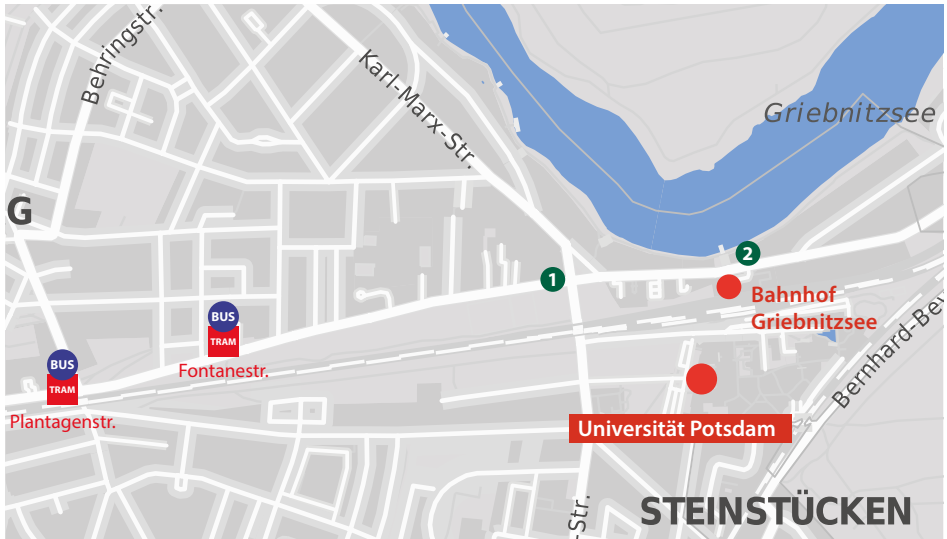 Behringstr.
Karl-Marx-Str.
Griebnitzsee
G
1
2
Bahnhof
Griebnitzsee
BUS
TRAM
Fontanestr.
BUS
TRAM
Plantagenstr.
Bernhard-Bey
Universität Potsdam
STEINSTÜCKEN
-Str.